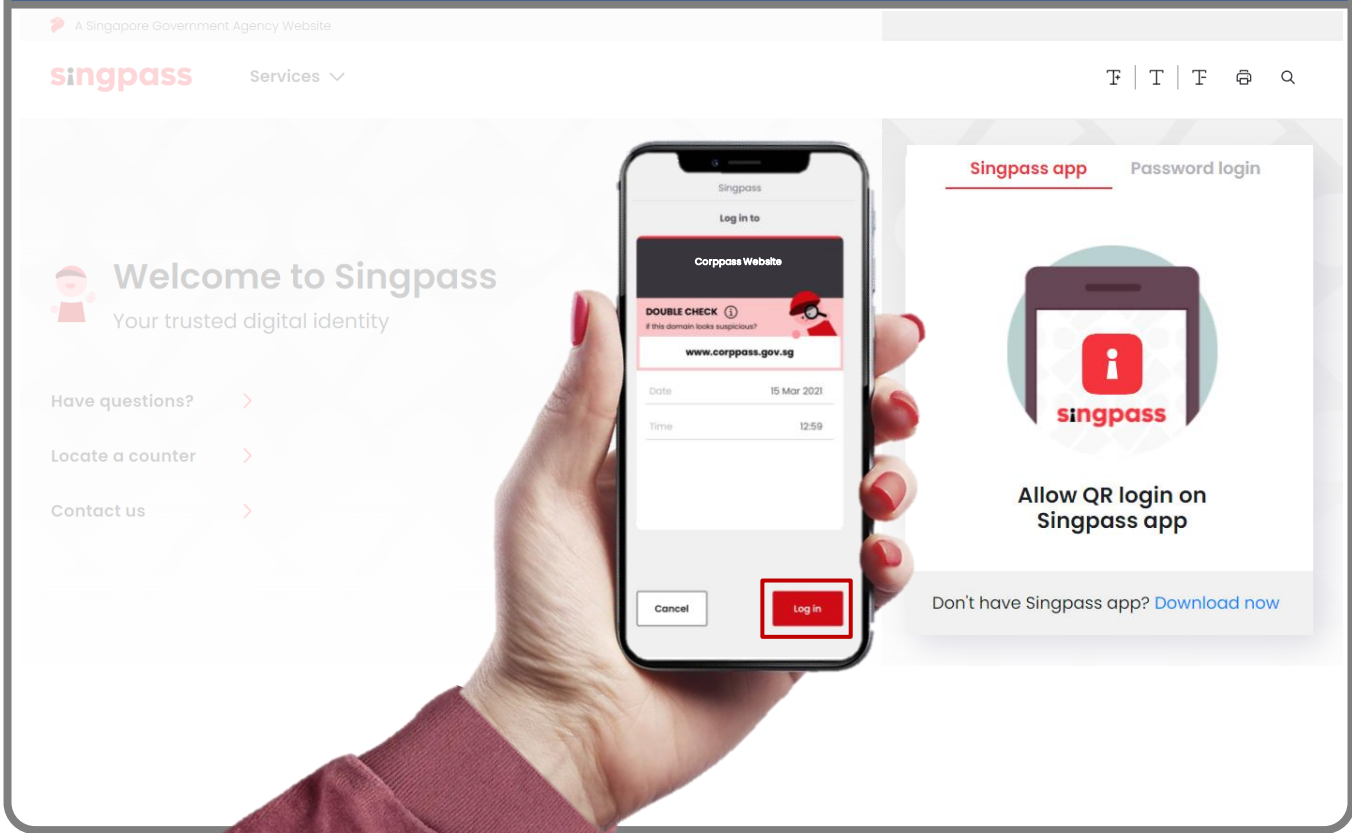 A Singapore Government Agency Website
singpass
Services
Welcome to Singpass
Your trusted digital identity
Have questions?
Locate a counter
Contact us
Singpass
Log in to
Corppass Website
DOUBLE CHECK
If this domain looks suspicious?
www.corppass.gov.sg
Date 15 Mar 2021
Time 12:59
Cancel Log in
Singpass app Password login
singpass
Allow QR login on
Singpass app
Don't have Singpass app? Download now